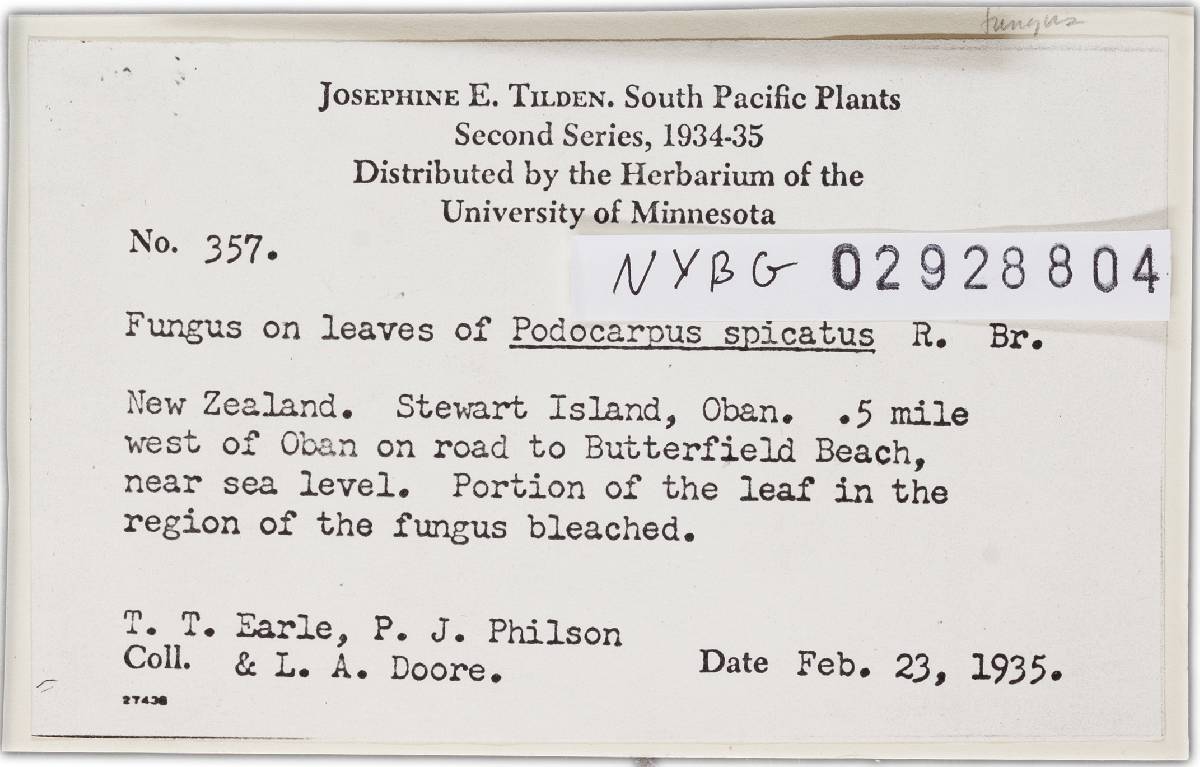 fungus
JOSEPHINE E. TILDEN. South Pacific Plants
Second Series, 1934-35
Distributed by the Herbarium of the
University of Minnesota
No. 357.
NYBG 02928804
Fungus on leaves of Podocarpus spicatus R. Br.
New Zealand. Stewart Island, Oban. .5 mile
west of Oban on road to Butterfield Beach,
near sea level. Portion of the leaf in the
region of the fungus bleached.
T. T. Earle, P. J. Philson
Coll. & L. A. Doore. Date Feb. 23, 1935.
27436